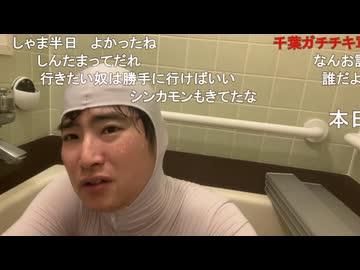 しゃま半日　よかったね
千葉ガチチキ
しんたまってだれ
なんお
行きたい奴は勝手に行けばいい
誰だよ
シンカモンもきてたな
本日